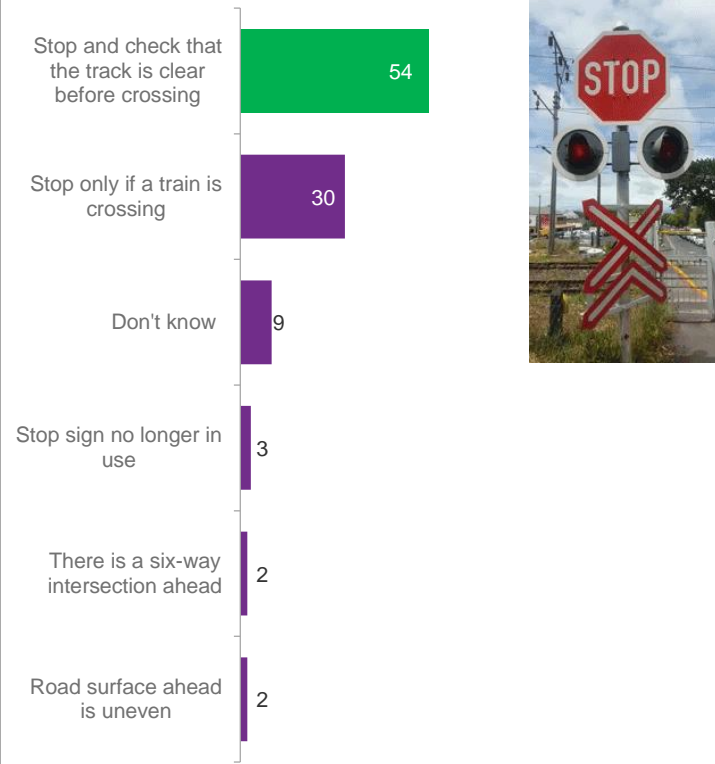 Stop and check that
the track is clear
before crossing
54
STOP
Stop only if a train is
crossing
30
Don't know
9
Stop sign no longer in
use
3
There is a six-way
intersection ahead
2
Road surface ahead
is uneven
2